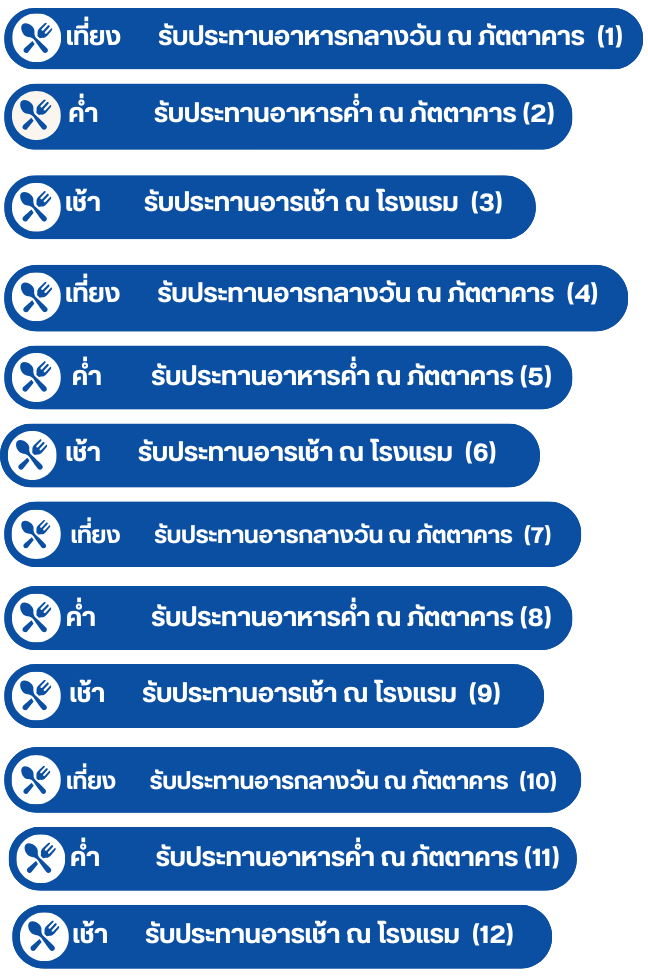 เที่ยง รับประทานอาหารกลางวัน ณ ภัตตาคาร (1)
ค่ำ รับประทานอาหารค่ำ ณ ภัตตาคาร (2)
เช้า รับประทานอารเช้า ณ โรงแรม (3)
เที่ยง รับประทานอารกลางวัน ณ ภัตตาคาร (4)
ค่ำ รับประทานอาหารค่ำ ณ ภัตตาคาร (5)
เช้า รับประทานอารเช้า ณ โรงแรม (6)
เที่ยง รับประทานอารกลางวัน ณ ภัตตาคาร (7)
ค่ำ รับประทานอาหารค่ำ ณ ภัตตาคาร (8)
เช้า รับประทานอารเช้า ณ โรงแรม (9)
เที่ยง รับประทานอารกลางวัน ณ ภัตตาคาร (10)
ค่ำ รับประทานอาหารค่ำ ณ ภัตตาคาร (11)
เช้า รับประทานอารเช้า ณ โรงแรม (12)